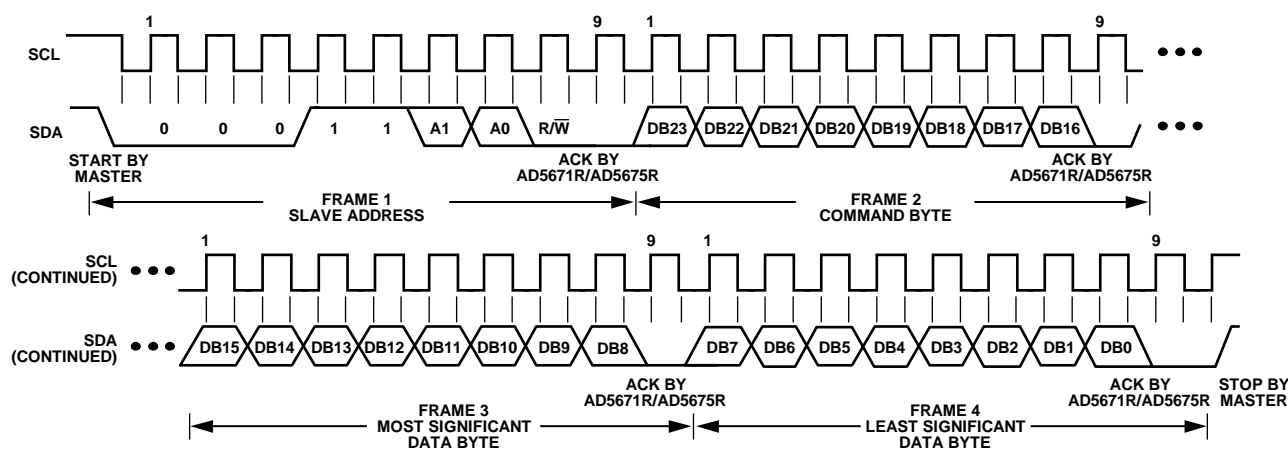 1 9 1 9
SCL
SDA 0 0 0 1 1 A1 A0 R/W̅ DB23 DB22 DB21 DB20 DB19 DB18 DB17 DB16
START BY
MASTER
ACK BY
AD5671R/AD5675R
ACK BY
AD5671R/AD5675R
FRAME 1
SLAVE ADDRESS
FRAME 2
COMMAND BYTE
1 9 1 9
SCL
(CONTINUED)
SDA
(CONTINUED)
DB15 DB14 DB13 DB12 DB11 DB10 DB9 DB8 DB7 DB6 DB5 DB4 DB3 DB2 DB1 DB0
ACK BY
AD5671R/AD5675R
ACK BY
AD5671R/AD5675R
STOP BY
MASTER
FRAME 3
MOST SIGNIFICANT
DATA BYTE
FRAME 4
LEAST SIGNIFICANT
DATA BYTE